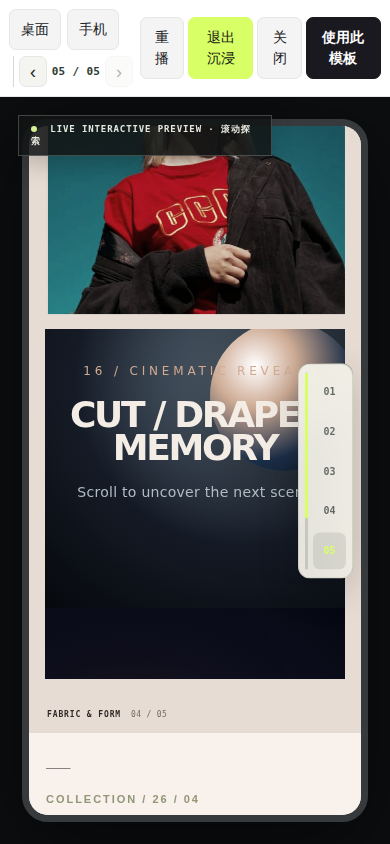 桌面
手机
‹
05 / 05
›
重播
退出沉浸
关闭
使用此模板
LIVE INTERACTIVE PREVIEW · 滚动探索
16 / CINEMATIC REVEA
CUT / DRAPE
MEMORY
Scroll to uncover the next scen
01
02
03
04
05
FABRIC & FORM 04 / 05
COLLECTION / 26 / 04